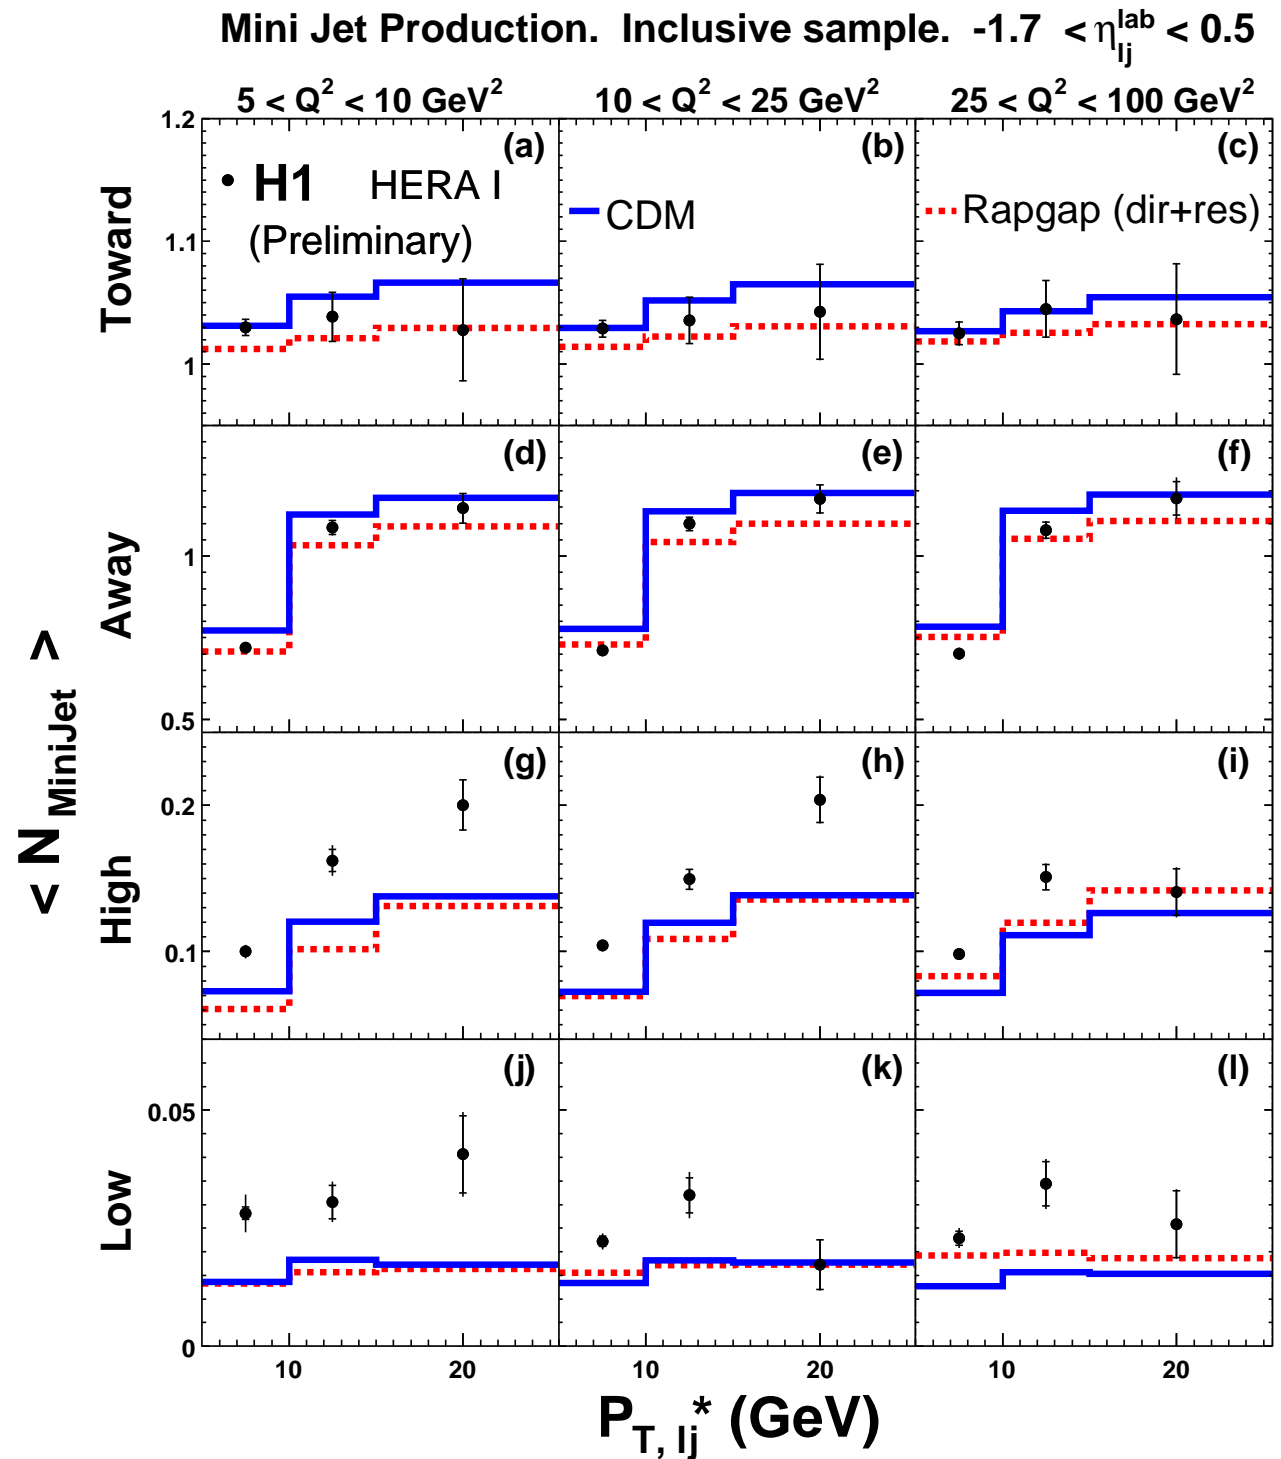 Mini Jet Production. Inclusive sample. -1.7 < η^lab_lj < 0.5
5 < Q² < 10 GeV² 10 < Q² < 25 GeV² 25 < Q² < 100 GeV²
1.2 (a) (b) (c)
H1 HERA I CDM Rapgap (dir+res)
(Preliminary)
1.1
Toward
1
(d) (e) (f)
1
Away
0.5
< N_MiniJet >
(g) (h) (i)
0.2
High
0.1
(j) (k) (l)
0.05
Low
0
10 20 10 20 10 20
P_T, lj* (GeV)